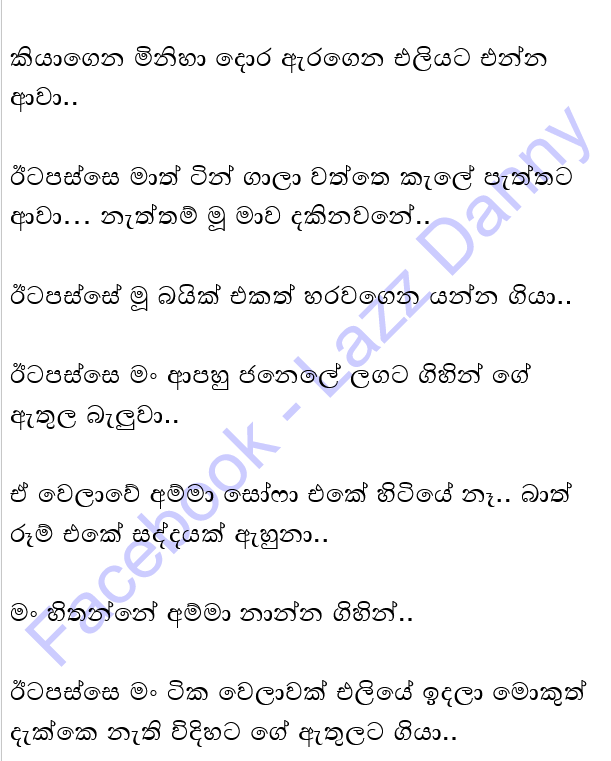 කියාගෙන මිනිහා දොර ඇරගෙන එලියට එන්න
ආවා..
ඊටපස්සෙ මාත් ටින් ගාලා වත්තෙ කැලේ පැත්තට
ආවා... නැත්තම් මූ මාව දකිනවනේ..
ඊටපස්සේ මූ බයික් එකත් හරවගෙන යන්න ගියා..
ඊටපස්සෙ මං ආපහු ජනෙලේ ලගට ගිහින් ගේ
ඇතුල බැලුවා..
ඒ වෙලාවේ අම්මා සෝෆා එකේ හිටියේ නෑ.. බාත්
රූම් එකේ සද්දයක් ඇහුනා..
මං හිතන්නේ අම්මා නාන්න ගිහින්..
ඊටපස්සෙ මං ටික වෙලාවක් එලියේ ඉදලා මොකුත්
දැක්කෙ නැති විදිහට ගේ ඇතුලට ගියා..
Facebook - Lazz Danny